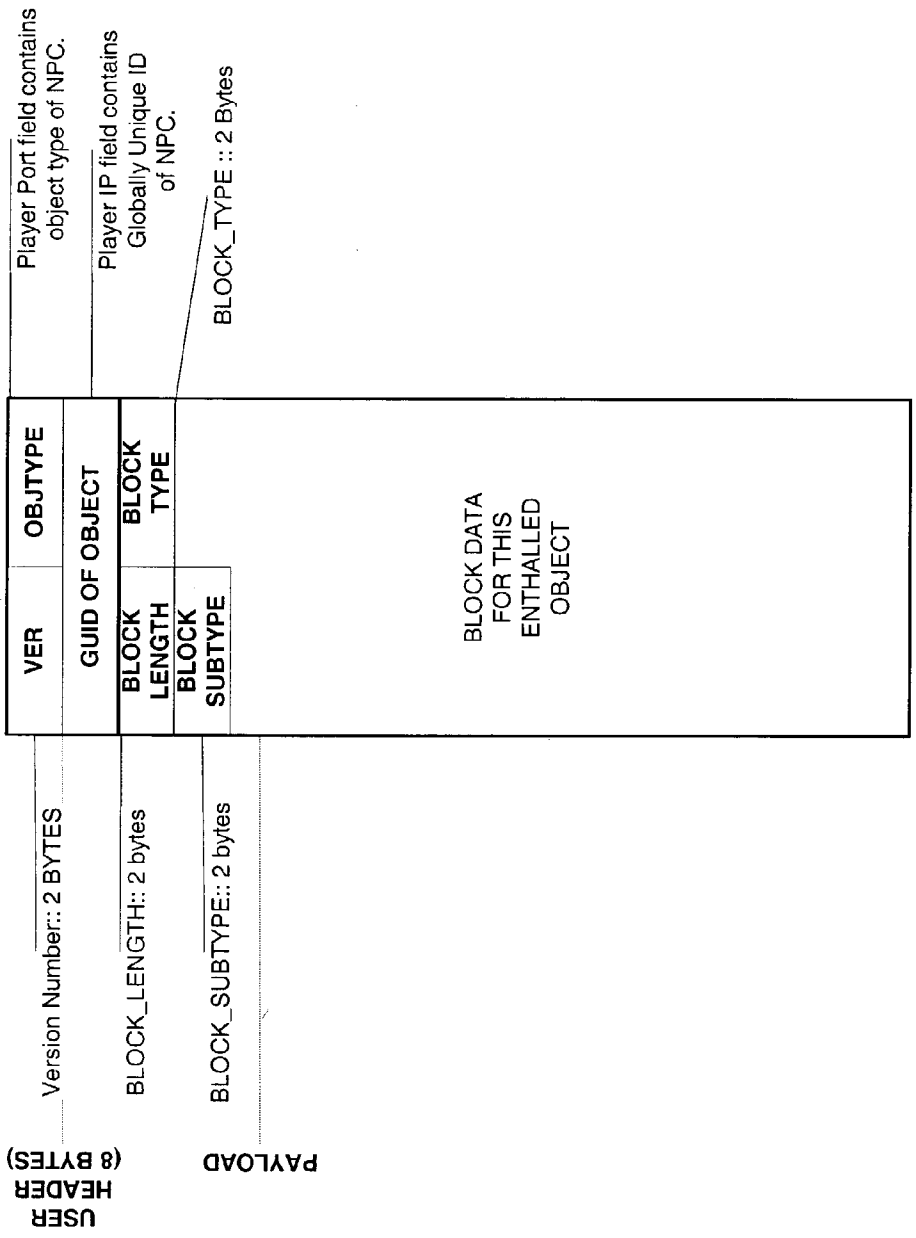 USER
HEADER
(8 BYTES)
Version Number:: 2 BYTES
BLOCK_LENGTH:: 2 bytes
BLOCK_SUBTYPE:: 2 bytes
PAYLOAD
VER
OBJTYPE
GUID OF OBJECT
BLOCK
LENGTH
BLOCK
TYPE
BLOCK
SUBTYPE
BLOCK DATA
FOR THIS
ENTHALLED
OBJECT
Player Port field contains
object type of NPC.
Player IP field contains
Globally Unique ID
of NPC.
BLOCK_TYPE :: 2 Bytes